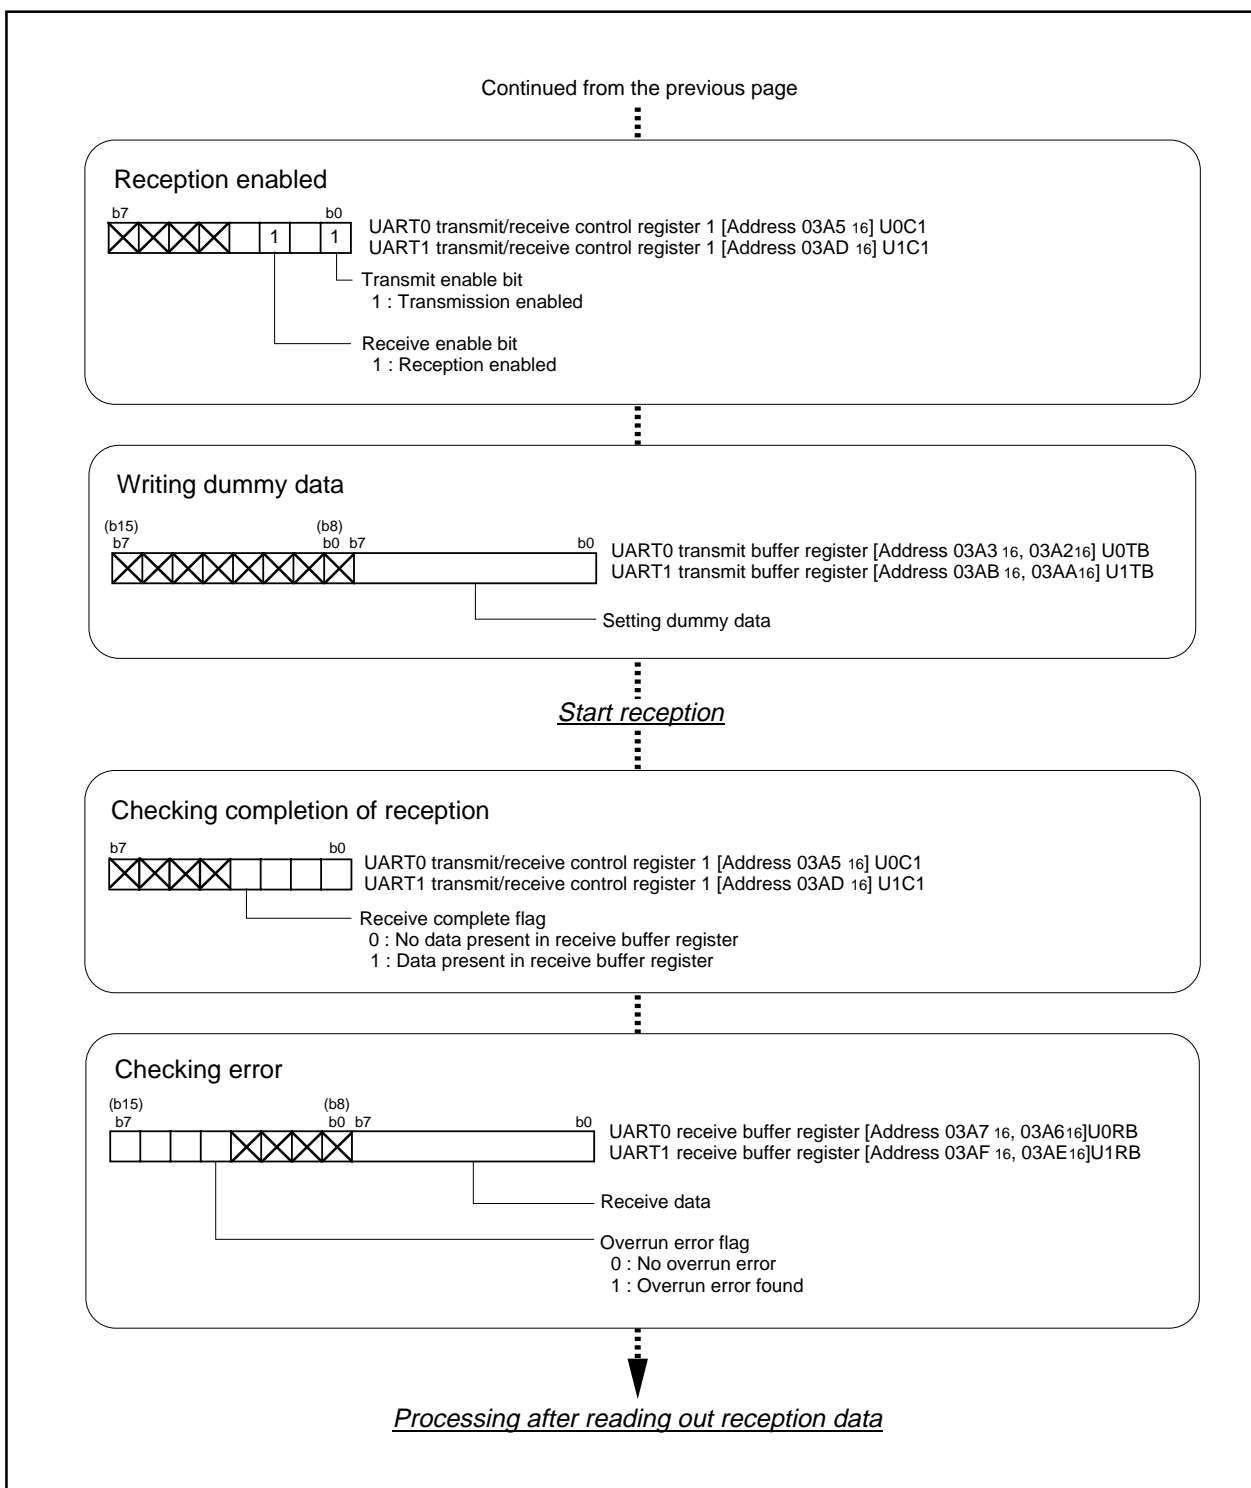 Continued from the previous page
Reception enabled
b7 b0
1 1
UART0 transmit/receive control register 1 [Address 03A5 16] U0C1
UART1 transmit/receive control register 1 [Address 03AD 16] U1C1
Transmit enable bit
1 : Transmission enabled
Receive enable bit
1 : Reception enabled
Writing dummy data
(b15) (b8)
b7 b0 b7 b0
UART0 transmit buffer register [Address 03A3 16, 03A216] U0TB
UART1 transmit buffer register [Address 03AB 16, 03AA16] U1TB
Setting dummy data
Start reception
Checking completion of reception
b7 b0
UART0 transmit/receive control register 1 [Address 03A5 16] U0C1
UART1 transmit/receive control register 1 [Address 03AD 16] U1C1
Receive complete flag
0 : No data present in receive buffer register
1 : Data present in receive buffer register
Checking error
(b15) (b8)
b7 b0 b7 b0
UART0 receive buffer register [Address 03A7 16, 03A616]U0RB
UART1 receive buffer register [Address 03AF 16, 03AE16]U1RB
Receive data
Overrun error flag
0 : No overrun error
1 : Overrun error found
Processing after reading out reception data